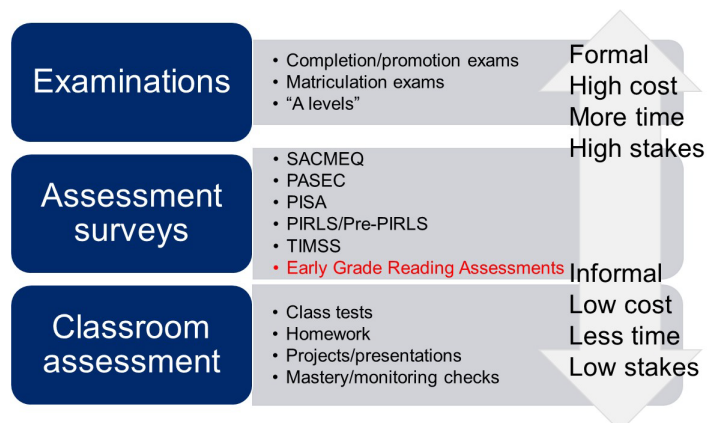 Examinations
• Completion/promotion exams
• Matriculation exams
• “A levels”
Formal
High cost
More time
High stakes
Assessment
surveys
• SACMEQ
• PASEC
• PISA
• PIRLS/Pre-PIRLS
• TIMSS
• Early Grade Reading Assessments
Classroom
assessment
• Class tests
• Homework
• Projects/presentations
• Mastery/monitoring checks
Informal
Low cost
Less time
Low stakes